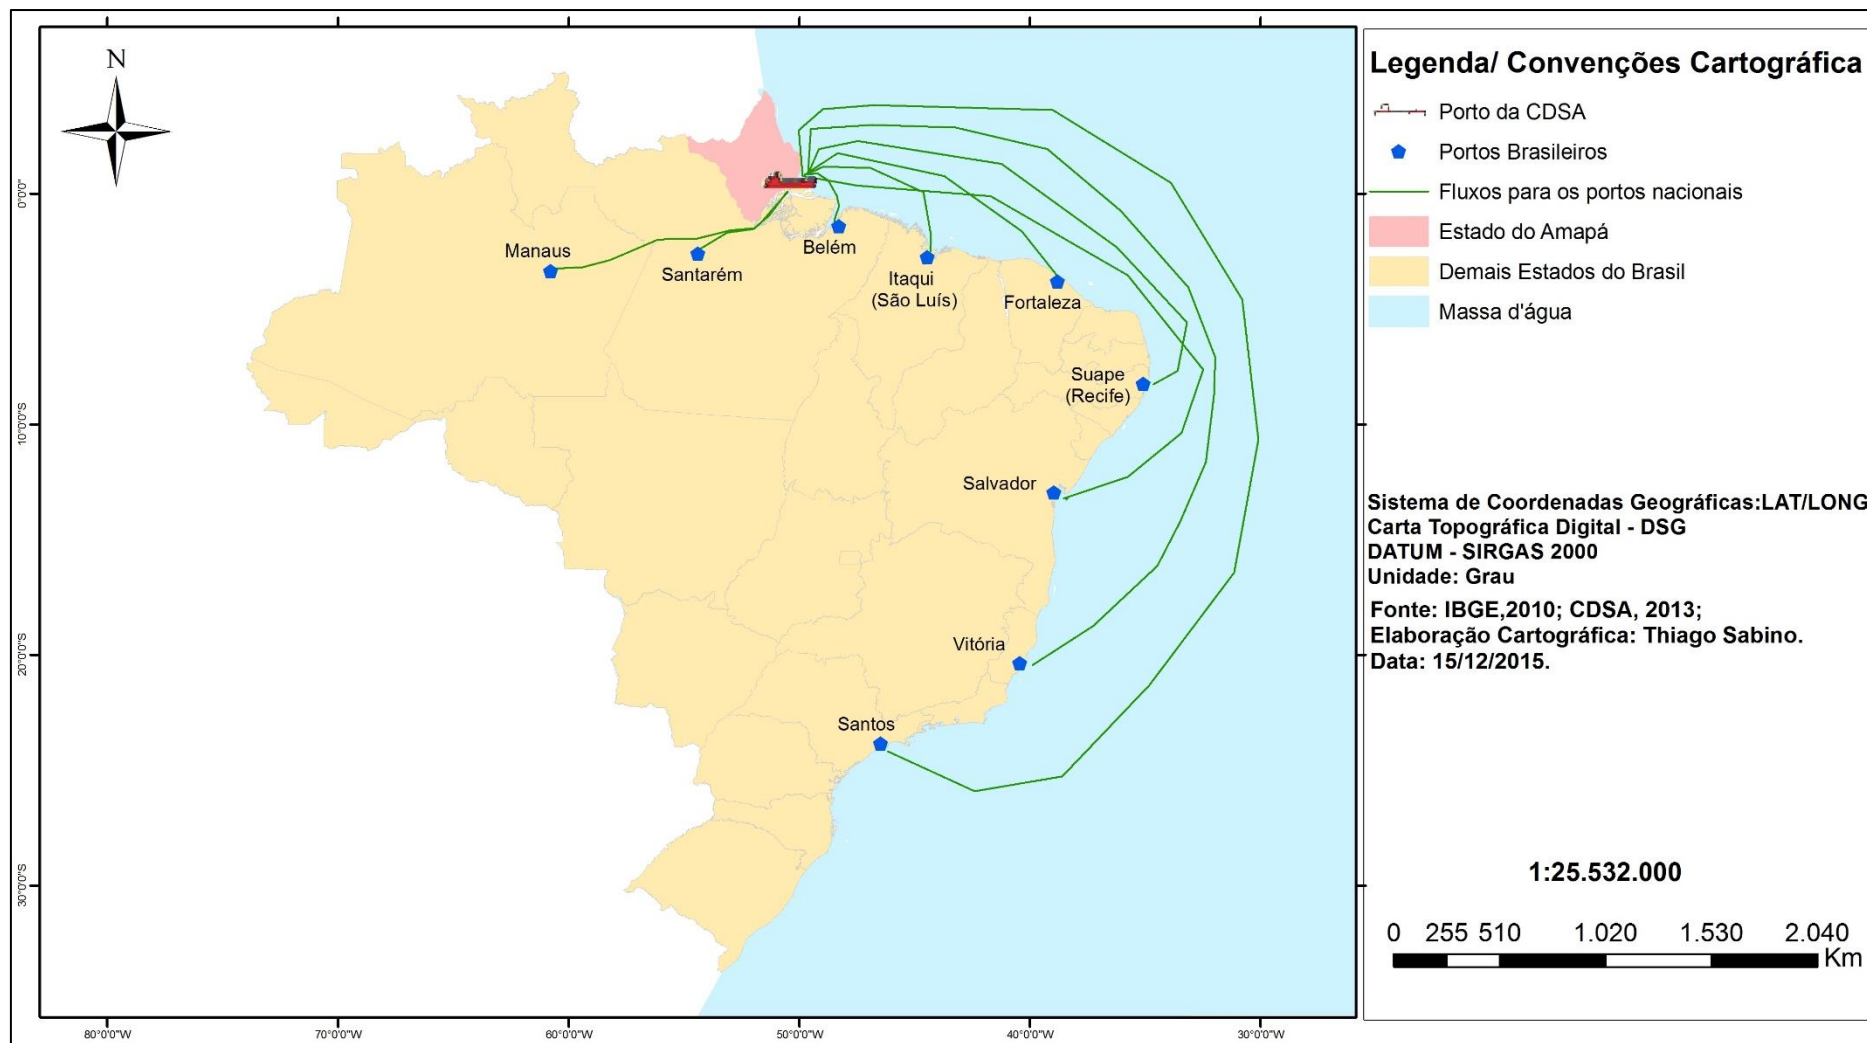 N
Manaus
Santarém
Belém
Itaqui
(São Luís)
Fortaleza
Suape
(Recife)
Salvador
Vitória
Santos
0°0'0"
10°0'0"S
20°0'0"S
30°0'0"S
80°0'0"W
70°0'0"W
60°0'0"W
50°0'0"W
40°0'0"W
30°0'0"W
Legenda/ Convenções Cartográfica
Porto da CDSA
Portos Brasileiros
Fluxos para os portos nacionais
Estado do Amapá
Demais Estados do Brasil
Massa d'água
Sistema de Coordenadas Geográficas:LAT/LONG
Carta Topográfica Digital - DSG
DATUM - SIRGAS 2000
Unidade: Grau
Fonte: IBGE,2010; CDSA, 2013;
Elaboração Cartográfica: Thiago Sabino.
Data: 15/12/2015.
1:25.532.000
0 255 510 1.020 1.530 2.040
Km